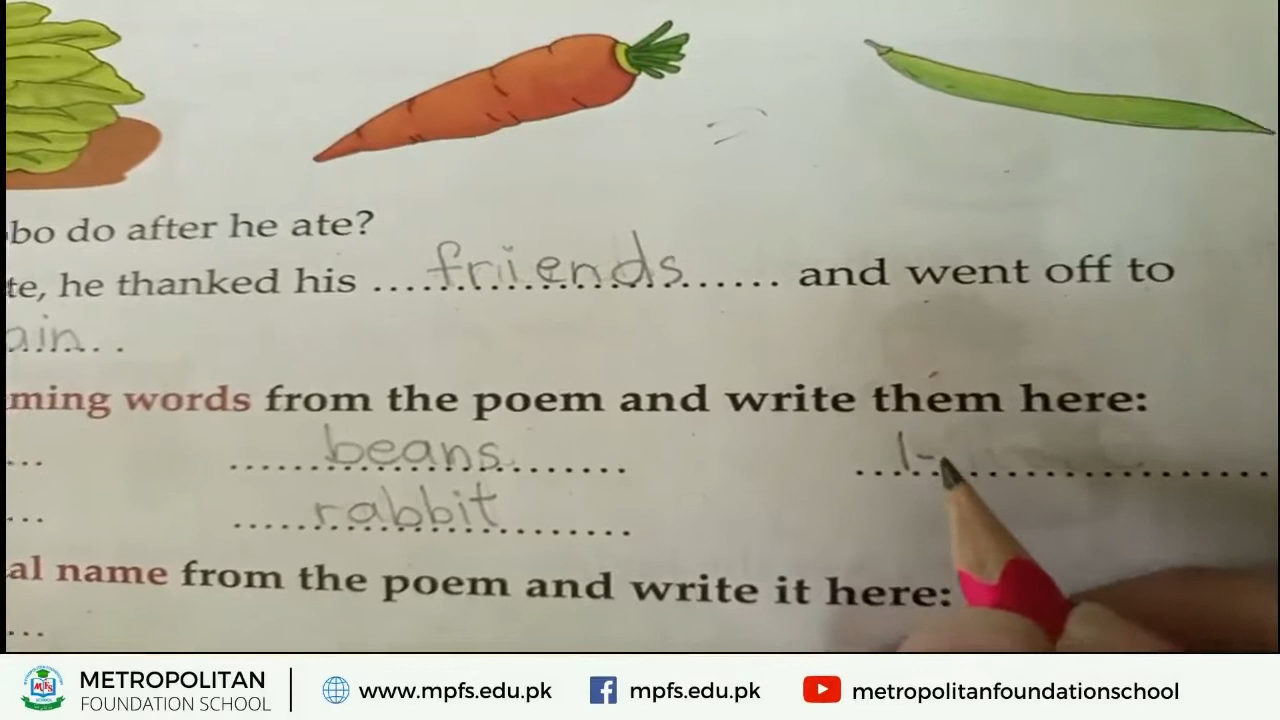 bo do after he ate?
te, he thanked his ....friends...... and went off to
ain...
ming words from the poem and write them here:
... beans
... rabbit
al name from the poem and write it here:
...
METROPOLITAN
FOUNDATION SCHOOL
www.mpfs.edu.pk
mpfs.edu.pk
metropolitanfoundationschool